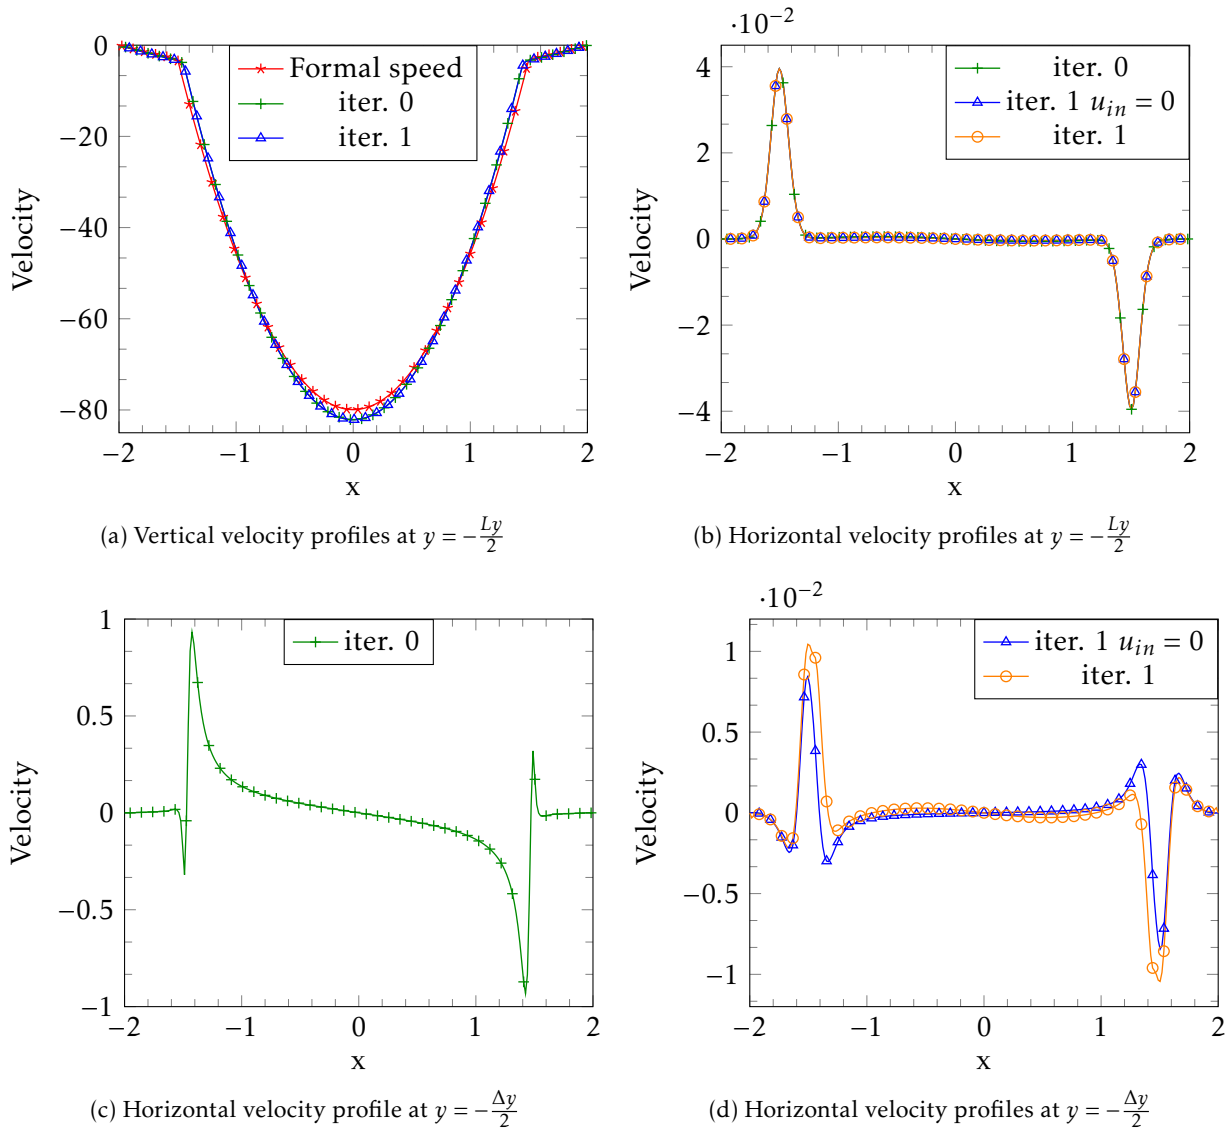 0
−20
−40
−60
−80
−2
−1
0
1
2
Velocity
x
Formal speed
iter. 0
iter. 1
(a) Vertical velocity profiles at y = −Ly/2
·10−2
4
2
0
−2
−4
−2
−1
0
1
2
Velocity
x
iter. 0
iter. 1 uin = 0
iter. 1
(b) Horizontal velocity profiles at y = −Ly/2
1
0.5
0
−0.5
−1
−2
−1
0
1
2
Velocity
x
iter. 0
(c) Horizontal velocity profile at y = −Δy/2
·10−2
1
0.5
0
−0.5
−1
−2
−1
0
1
2
Velocity
x
iter. 1 uin = 0
iter. 1
(d) Horizontal velocity profiles at y = −Δy/2